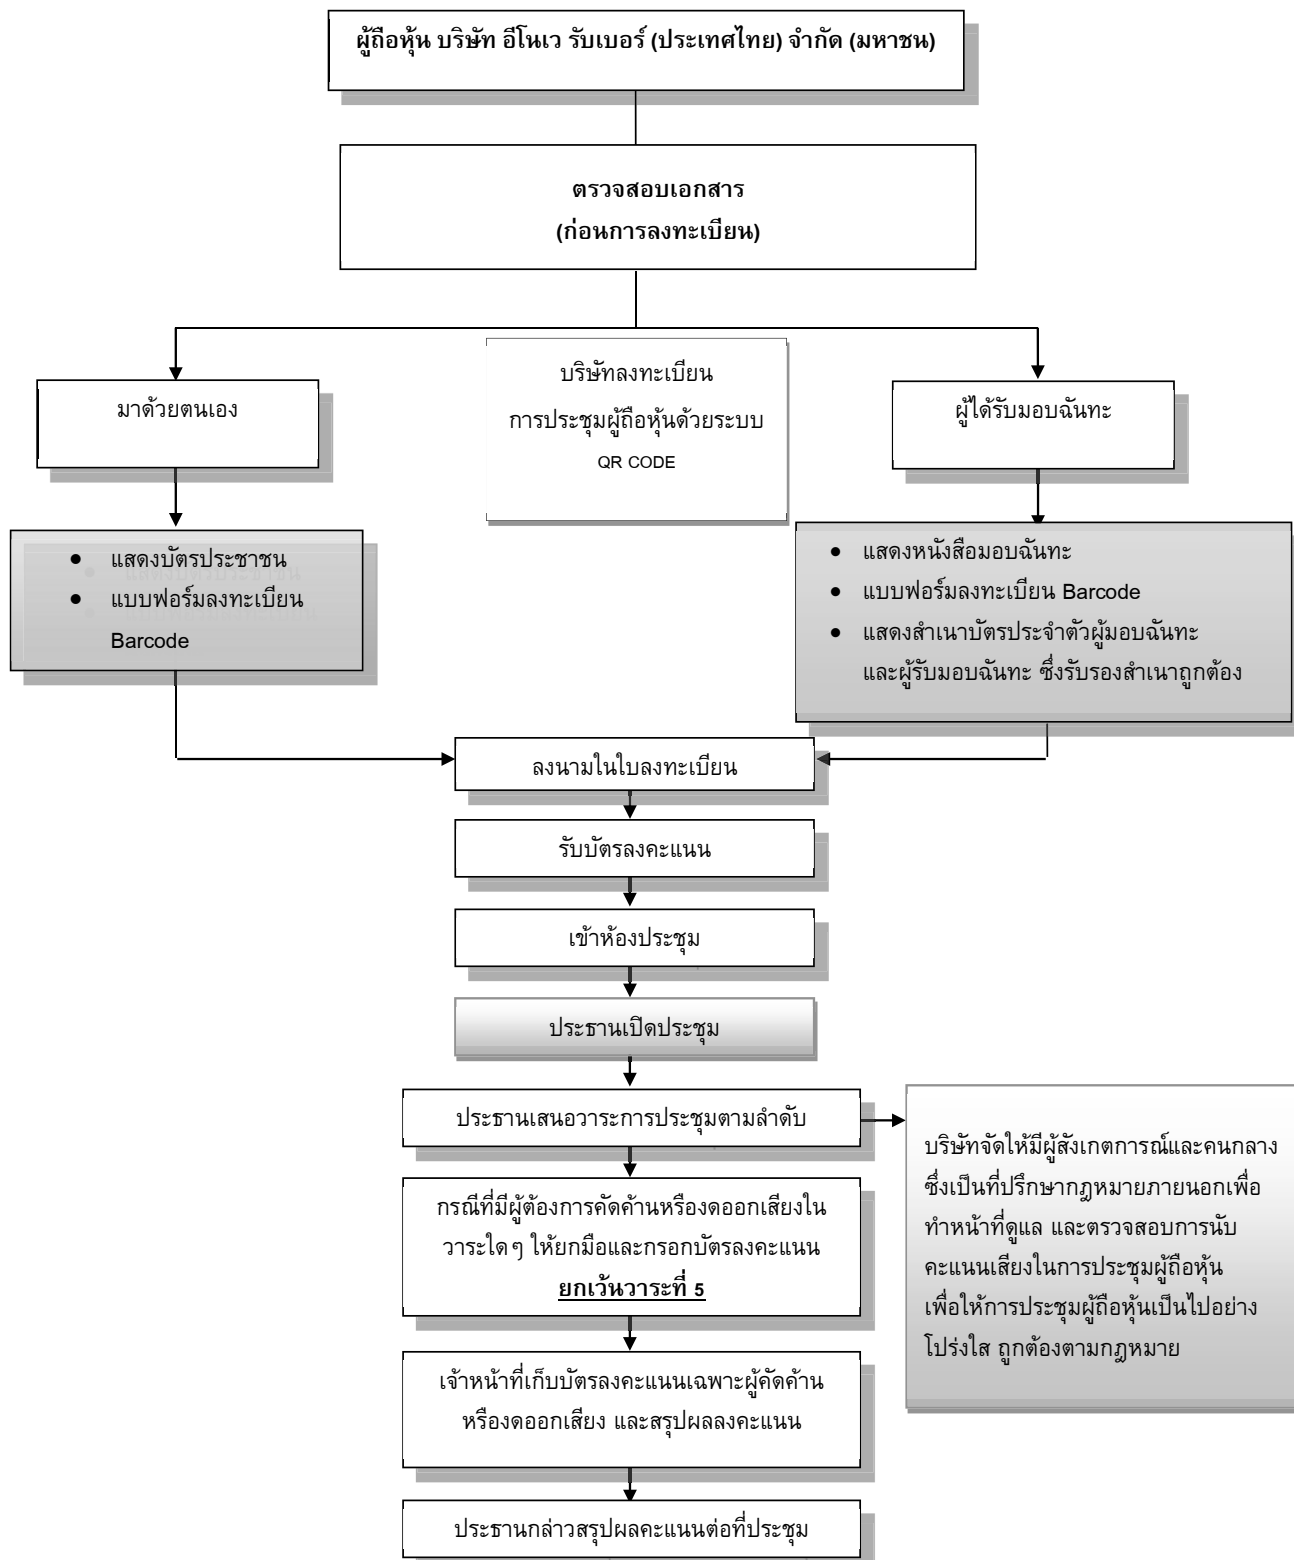 ผู้ถือหุ้น บริษัท อีโนเว รับเบอร์ (ประเทศไทย) จำกัด (มหาชน)
ตรวจสอบเอกสาร
(ก่อนการลงทะเบียน)
บริษัทลงทะเบียน
การประชุมผู้ถือหุ้นด้วยระบบ
QR CODE
มาด้วยตนเอง
ผู้ได้รับมอบฉันทะ
• แสดงบัตรประชาชน
• แบบฟอร์มลงทะเบียน
Barcode
• แสดงหนังสือมอบฉันทะ
• แบบฟอร์มลงทะเบียน Barcode
• แสดงสำเนาบัตรประจำตัวผู้มอบฉันทะ
และผู้รับมอบฉันทะ ซึ่งรับรองสำเนาถูกต้อง
ลงนามในใบลงทะเบียน
รับบัตรลงคะแนน
เข้าห้องประชุม
ประธานเปิดประชุม
ประธานเสนอวาระการประชุมตามลำดับ
บริษัทจัดให้มีผู้สังเกตการณ์และคนกลาง
ซึ่งเป็นที่ปรึกษากฎหมายภายนอกเพื่อ
ทำหน้าที่ดูแล และตรวจสอบการนับ
คะแนนเสียงในการประชุมผู้ถือหุ้น
เพื่อให้การประชุมผู้ถือหุ้นเป็นไปอย่าง
โปร่งใส ถูกต้องตามกฎหมาย
กรณีที่มีผู้ต้องการคัดค้านหรืองดออกเสียงใน
วาระใดๆ ให้ยกมือและกรอกบัตรลงคะแนน
ยกเว้นวาระที่ 5
เจ้าหน้าที่เก็บบัตรลงคะแนนเฉพาะผู้คัดค้าน
หรืองดออกเสียง และสรุปผลลงคะแนน
ประธานกล่าวสรุปผลคะแนนต่อที่ประชุม